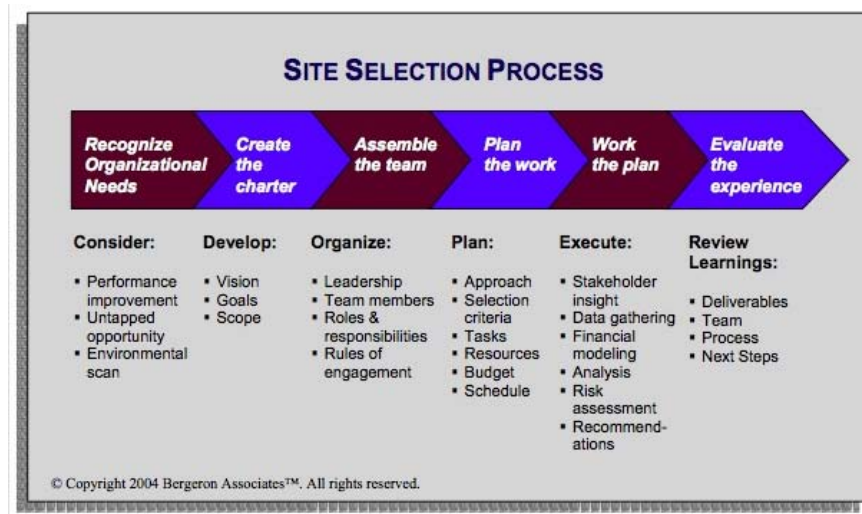 SITE SELECTION PROCESS
Recognize
Organizational
Needs
Create
the
charter
Assemble
the team
Plan
the work
Work
the plan
Evaluate
the
experience
Consider:
▪ Performance
improvement
▪ Untapped
opportunity
▪ Environmental
scan
Develop:
▪ Vision
▪ Goals
▪ Scope
Organize:
▪ Leadership
▪ Team members
▪ Roles &
responsibilities
▪ Rules of
engagement
Plan:
▪ Approach
▪ Selection
criteria
▪ Tasks
▪ Resources
▪ Budget
▪ Schedule
Execute:
▪ Stakeholder
insight
▪ Data gathering
▪ Financial
modeling
▪ Analysis
▪ Risk
assessment
▪ Recommend-
ations
Review
Learnings:
▪ Deliverables
▪ Team
▪ Process
▪ Next Steps
© Copyright 2004 Bergeron Associates™. All rights reserved.